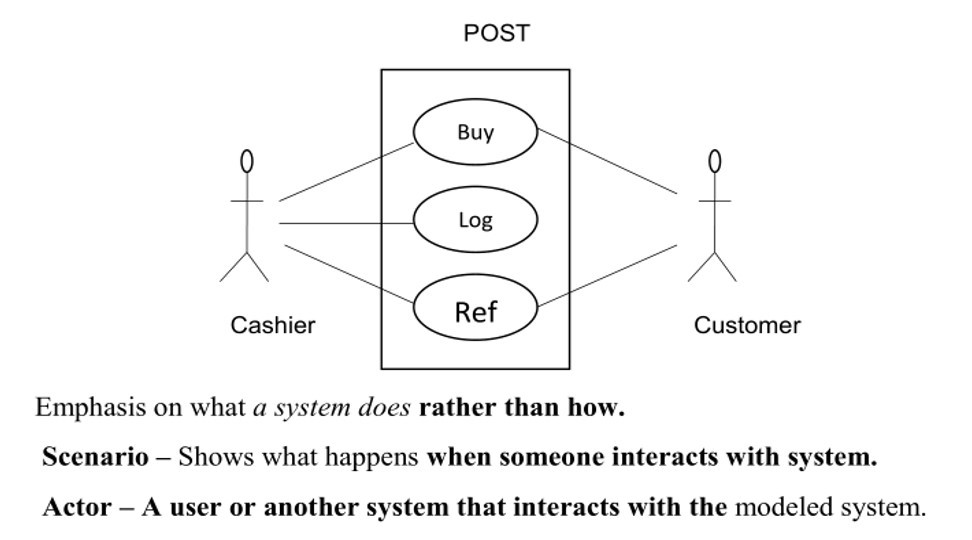 POST
Buy
Log
Ref
Cashier
Customer
Emphasis on what a system does rather than how.
Scenario – Shows what happens when someone interacts with system.
Actor – A user or another system that interacts with the modeled system.